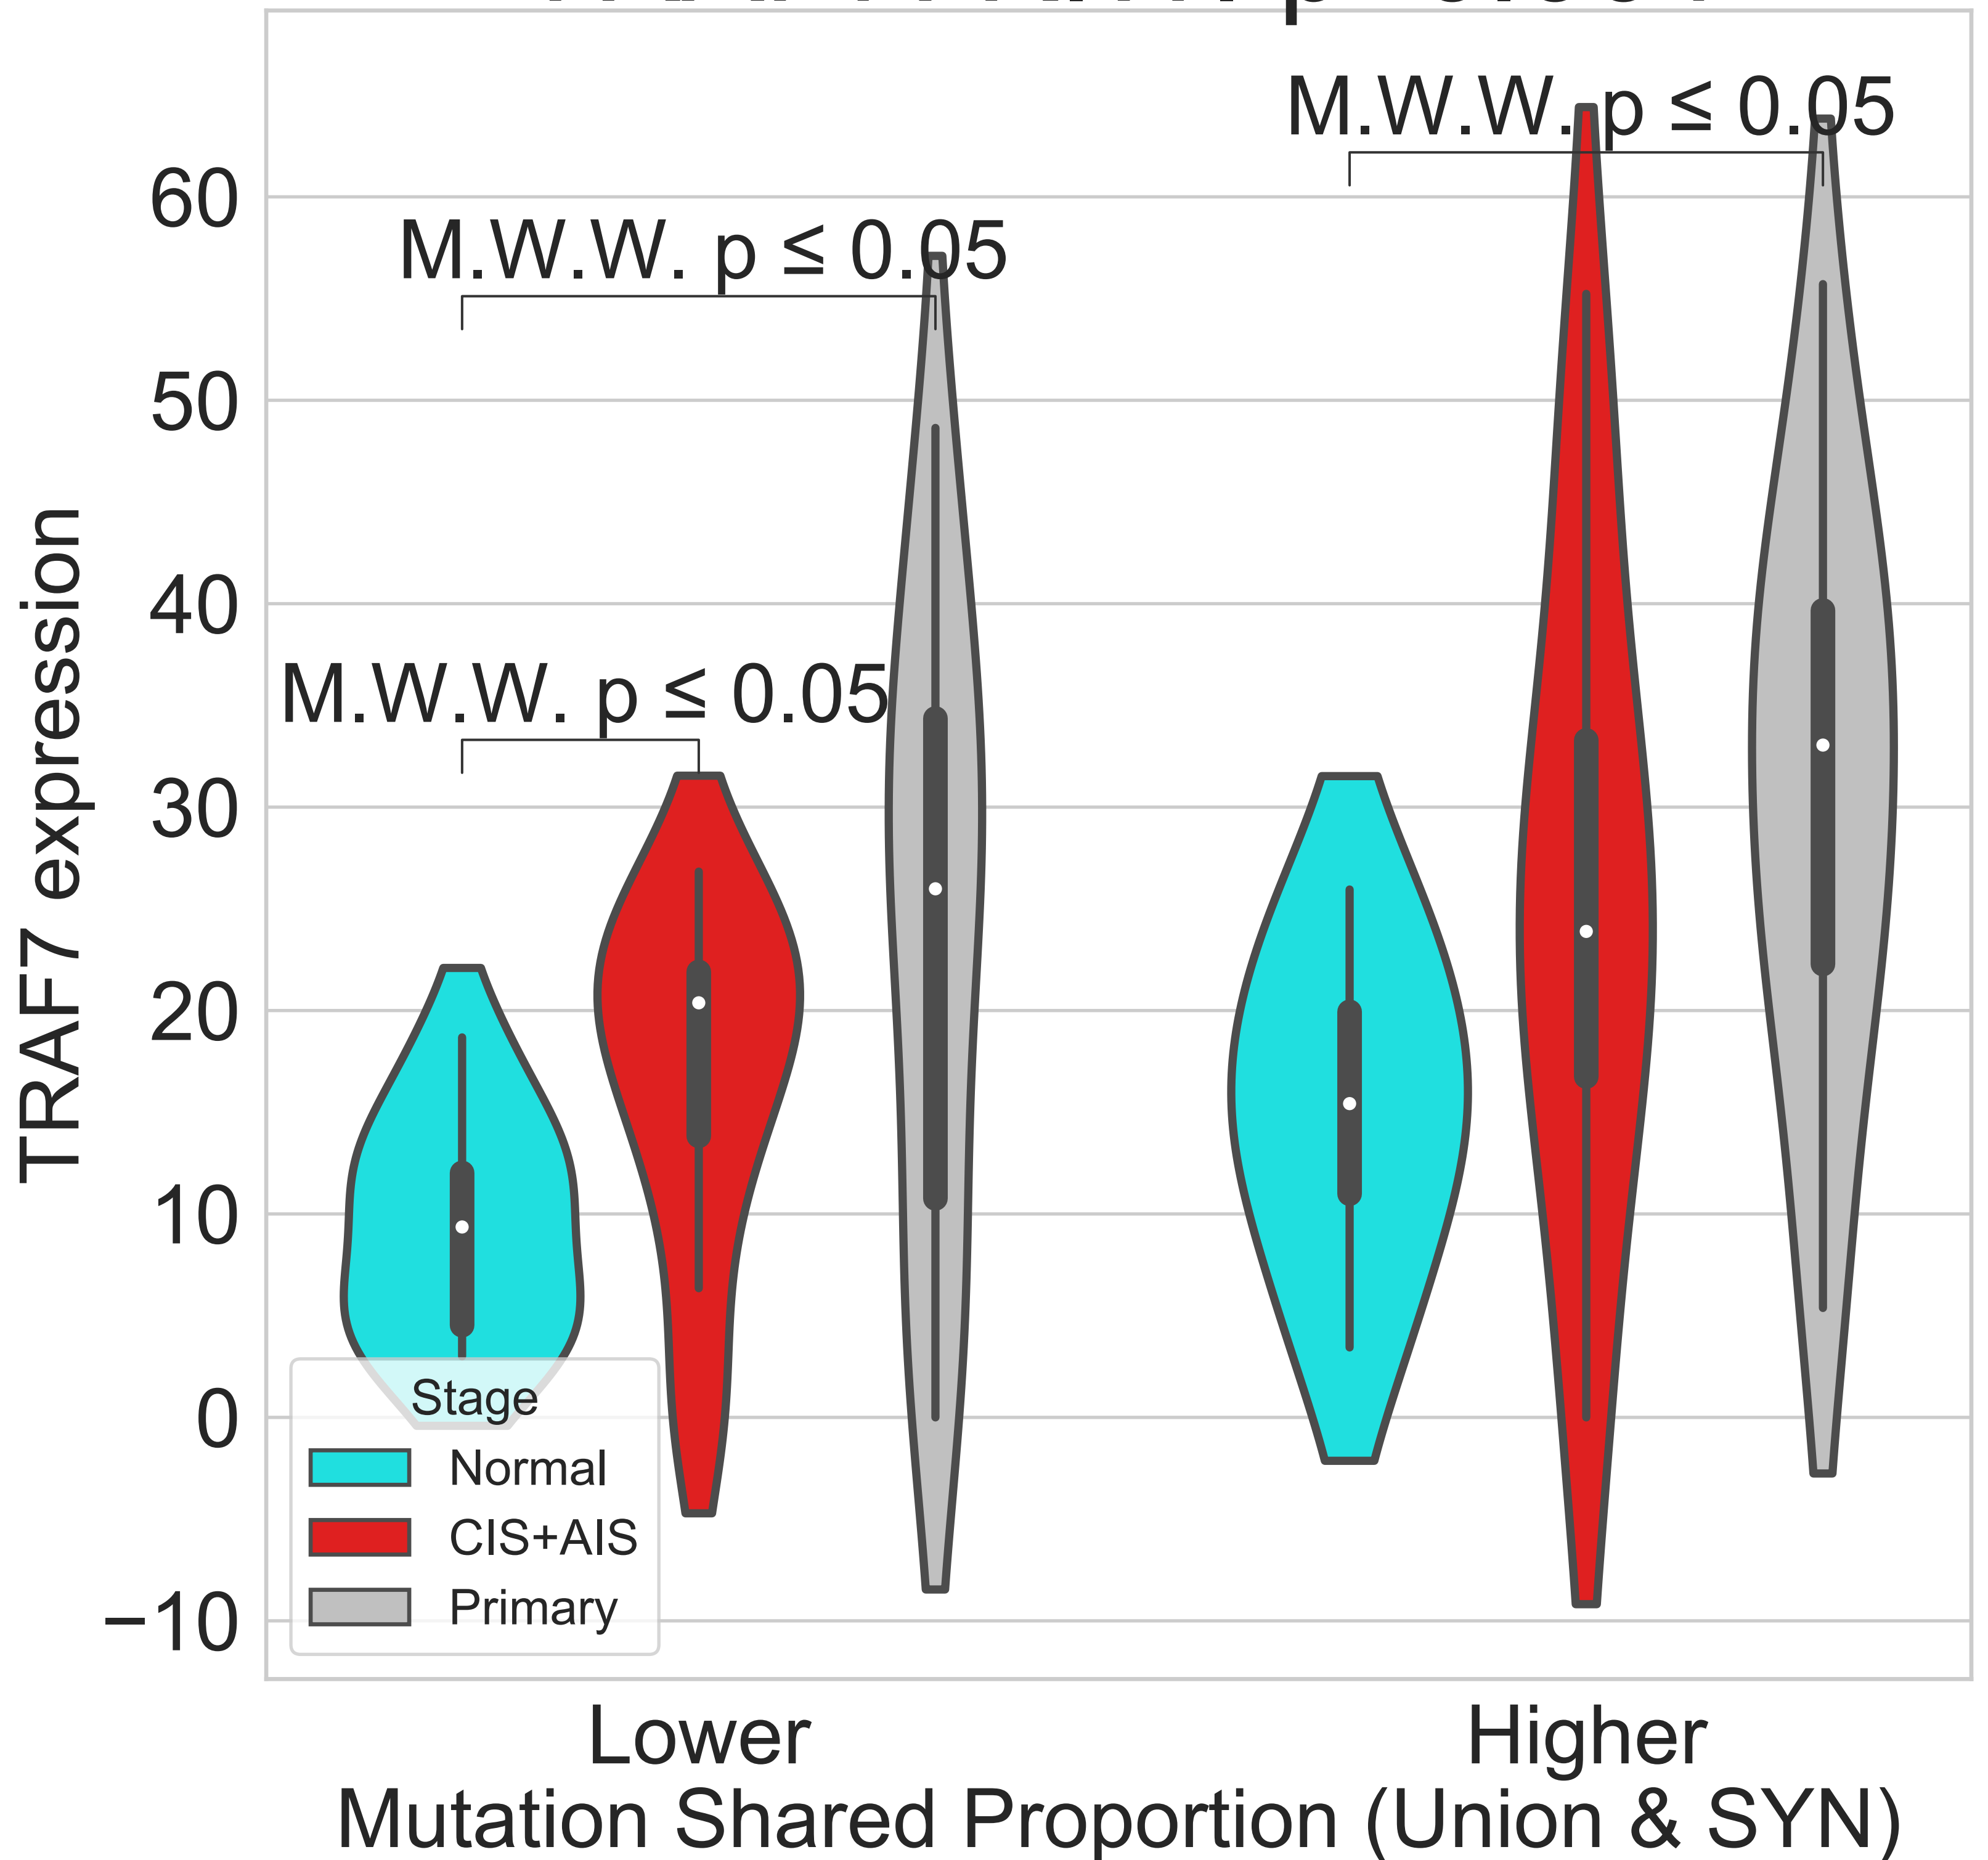 M.W.W. p ≤ 0.05
M.W.W. p ≤ 0.05
M.W.W. p ≤ 0.05
60
50
40
30
20
10
0
−10
TRAF7 expression
Stage
Normal
CIS+AIS
Primary
Lower
Higher
Mutation Shared Proportion (Union & SYN)